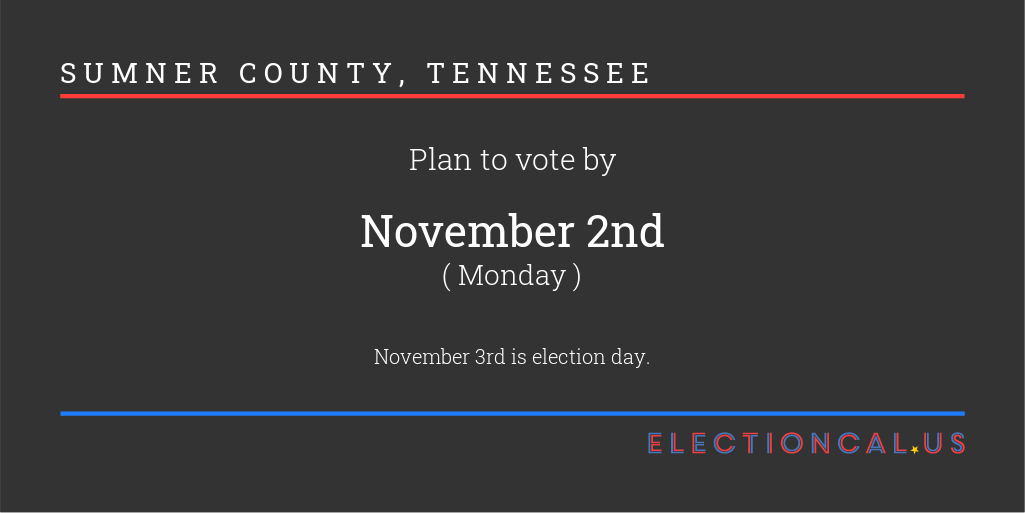 SUMNER COUNTY, TENNESSEE
Plan to vote by
November 2nd
( Monday )
November 3rd is election day.
ELECTIONCAL.US